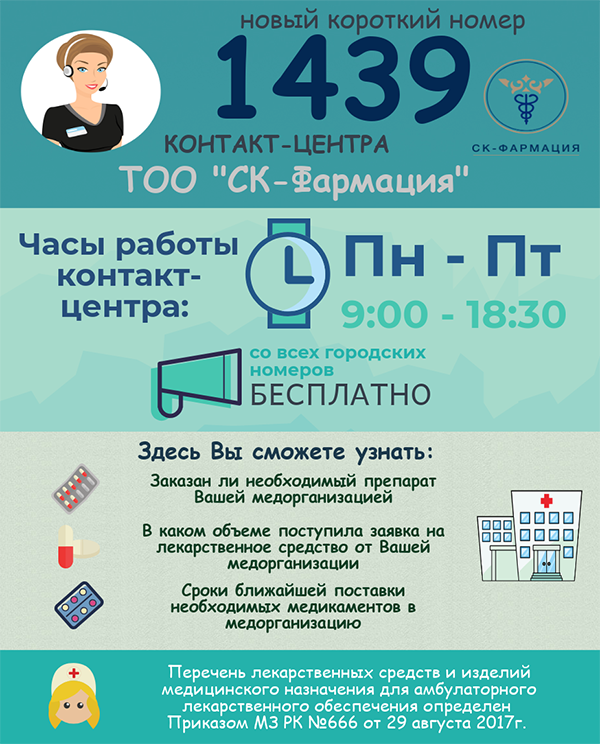 новый короткий номер
1439
СК-ФАРМАЦИЯ
КОНТАКТ-ЦЕНТРА
ТОО "СК-Фармация"
Часы работы
контакт-
центра:
Пн - Пт
9:00 - 18:30
со всех городских
номеров
БЕСПЛАТНО
Здесь Вы сможете узнать:
Заказан ли необходимый препарат
Вашей медорганизацией
В каком объеме поступила заявка на
лекарственное средство от Вашей
медорганизации
Сроки ближайшей поставки
необходимых медикаментов в
медорганизацию
Перечень лекарственных средств и изделий
медицинского назначения для амбулаторного
лекарственного обеспечения определен
Приказом МЗ РК №666 от 29 августа 2017г.